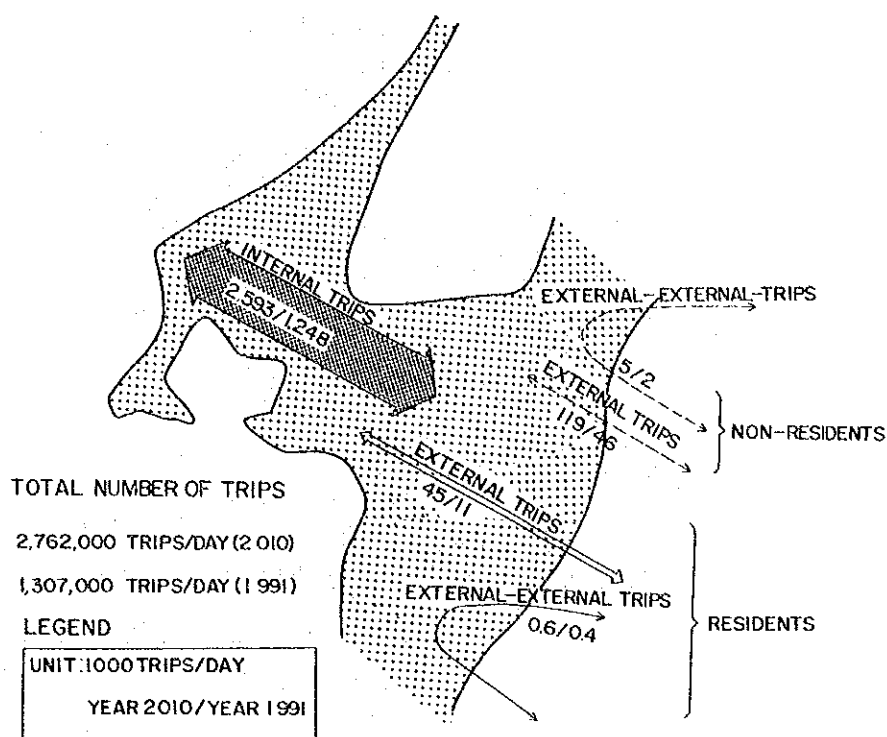 INTERNAL TRIPS
2,593/1,248
EXTERNAL-EXTERNAL-TRIPS
5/2
EXTERNAL TRIPS
119/46
NON-RESIDENTS
EXTERNAL TRIPS
45/11
TOTAL NUMBER OF TRIPS
2,762,000 TRIPS/DAY (2010)
1,307,000 TRIPS/DAY (1991)
EXTERNAL-EXTERNAL TRIPS
0.6/0.4
RESIDENTS
LEGEND
UNIT:1000 TRIPS/DAY
YEAR 2010/YEAR 1991